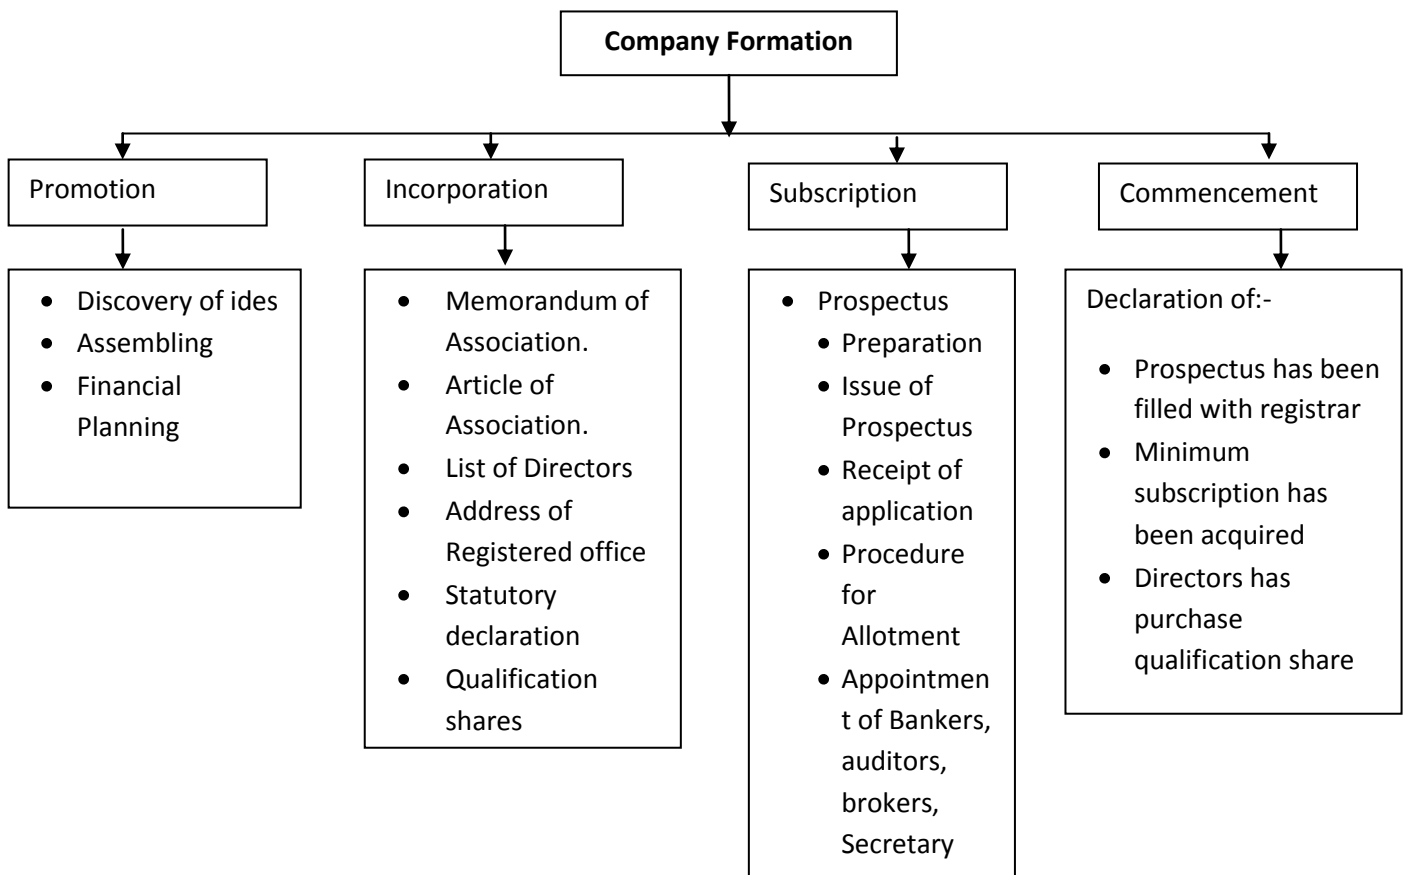 Company Formation
Promotion
Incorporation
Subscription
Commencement
• Discovery of ides
• Assembling
• Financial
Planning
• Memorandum of
Association.
• Article of
Association.
• List of Directors
• Address of
Registered office
• Statutory
declaration
• Qualification
shares
• Prospectus
• Preparation
• Issue of
Prospectus
• Receipt of
application
• Procedure
for
Allotment
• Appointmen
t of Bankers,
auditors,
brokers,
Secretary
Declaration of:-
• Prospectus has been
filled with registrar
• Minimum
subscription has
been acquired
• Directors has
purchase
qualification share